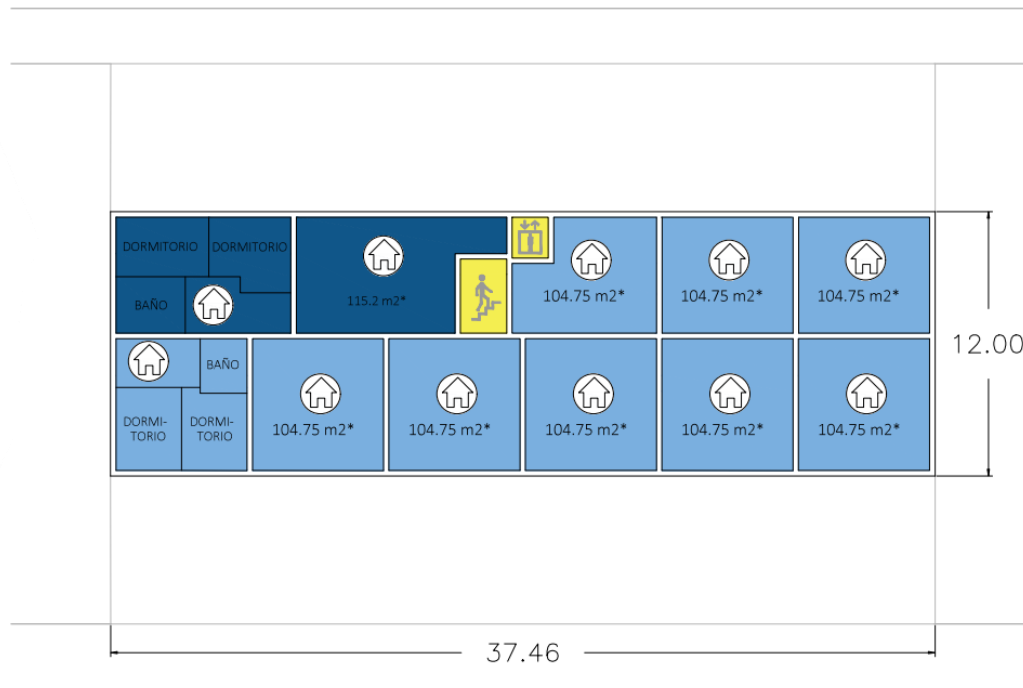 DORMITORIO
DORMITORIO
BAÑO
115.2 m2*
104.75 m2*
104.75 m2*
104.75 m2*
12.00
BAÑO
DORMI-
TORIO
DORMI-
TORIO
104.75 m2*
104.75 m2*
104.75 m2*
104.75 m2*
104.75 m2*
37.46